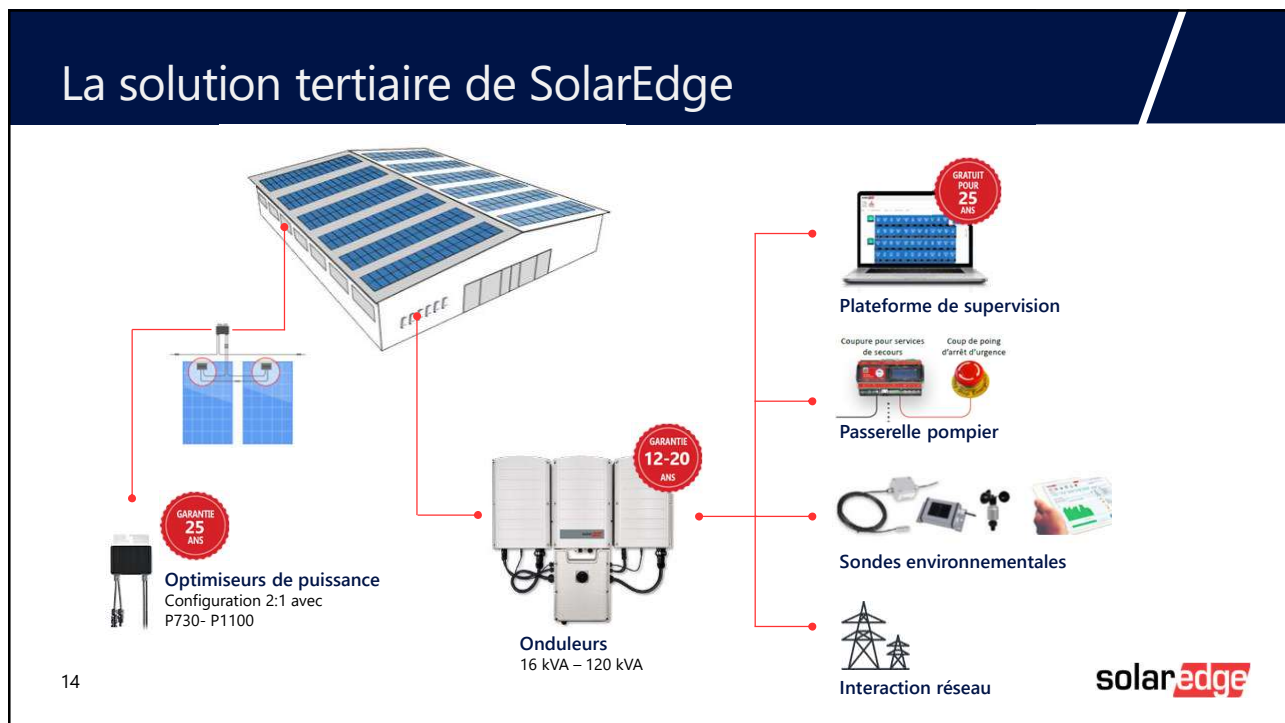 La solution tertiaire de SolarEdge
GRATUIT
POUR
25
ANS
Plateforme de supervision
Coupure pour services
de secours
Coup de poing
d'arrêt d'urgence
Passerelle pompier
GARANTIE
12-20
ANS
Sondes environnementales
GARANTIE
25
ANS
Optimiseurs de puissance
Configuration 2:1 avec
P730- P1100
Onduleurs
16 kVA – 120 kVA
Interaction réseau
14
solaredge